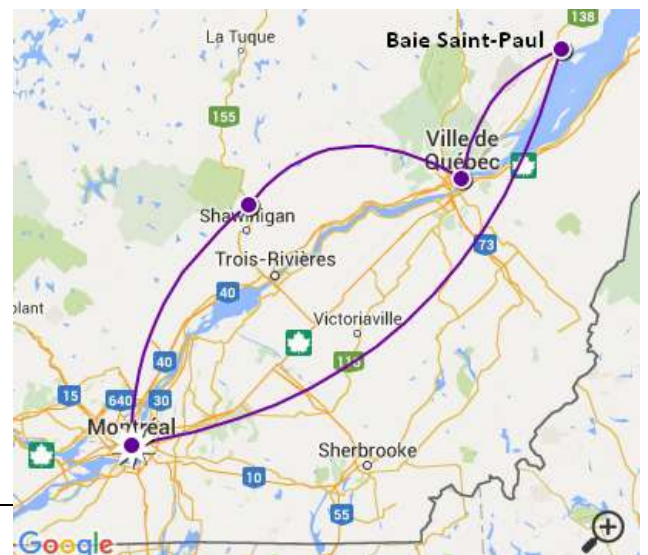 138
La Tuque
Baie Saint-Paul
155
Ville de
Québec
Shawinigan
73
Trois-Rivières
40
plant
Victoriaville
116
40
15
640
30
Montréal
Sherbrooke
10
55
Google